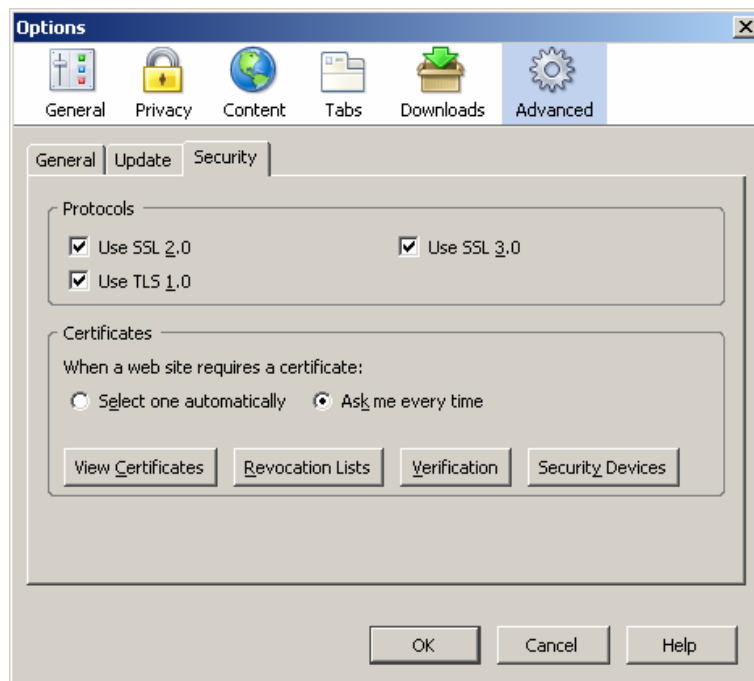 Options
General Privacy Content Tabs Downloads Advanced
General Update Security
Protocols
Use SSL 2.0 Use SSL 3.0
Use TLS 1.0
Certificates
When a web site requires a certificate:
Select one automatically Ask me every time
View Certificates Revocation Lists Verification Security Devices
OK Cancel Help